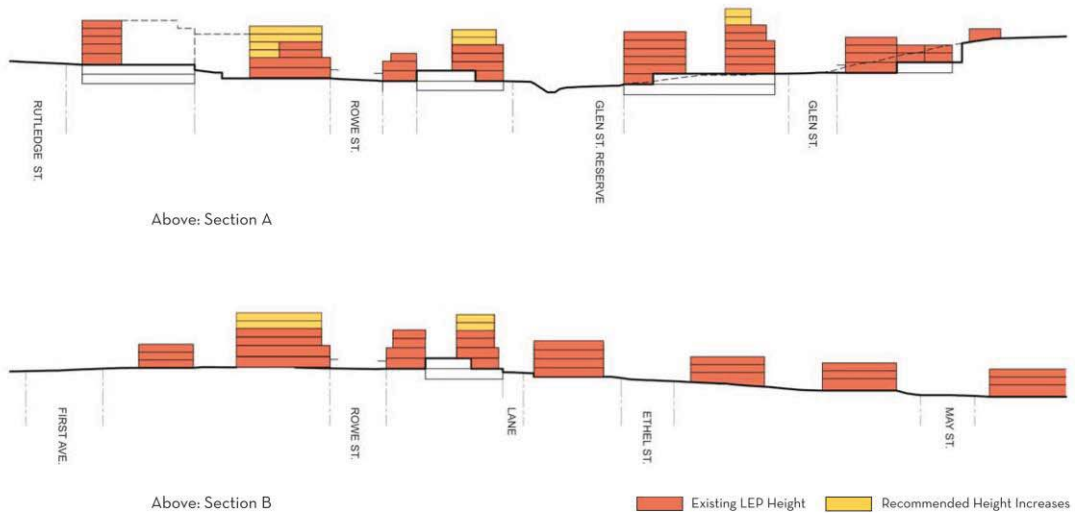 RUTLEDGE ST.
ROWE ST.
GLEN ST. RESERVE
GLEN ST.
Above: Section A
FIRST AVE.
ROWE ST.
LANE
ETHEL ST.
MAY ST.
Above: Section B
Existing LEP Height
Recommended Height Increases